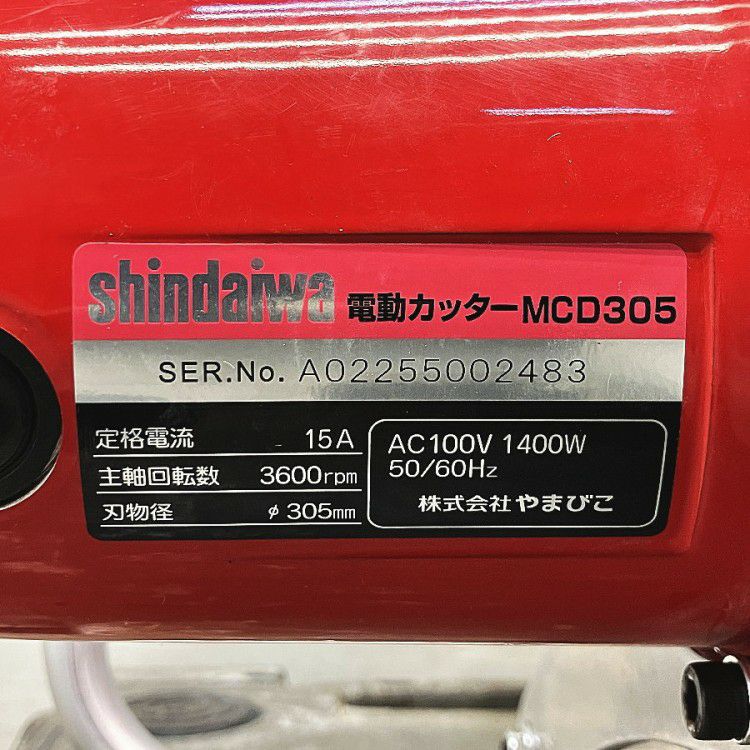 shindaiwa 電動カッターMCD305
SER.No. A02255002483
定格電流 15A
主軸回転数 3600rpm
刃物径 φ305mm
AC100V 1400W
50/60Hz
株式会社やまびこ